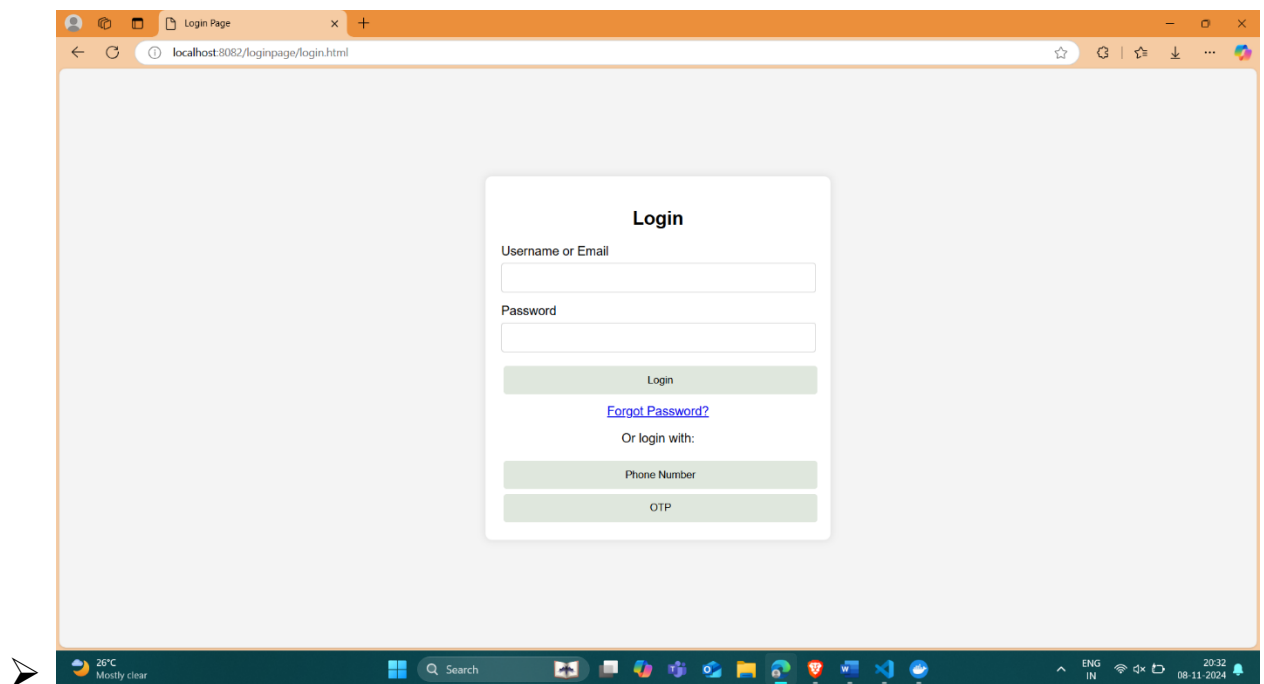 Login Page
localhost:8082/loginpage/login.html
Login
Username or Email
Password
Login
Forgot Password?
Or login with:
Phone Number
OTP
26°C
Mostly clear
Search
ENG
IN
20:32
08-11-2024